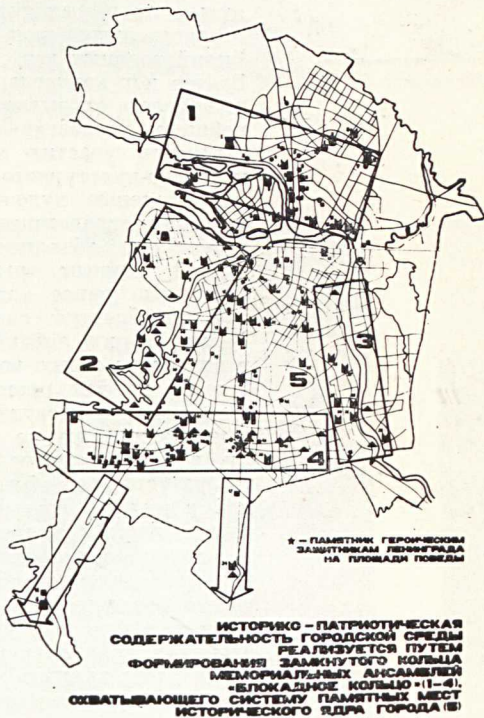 1
2
3
5
4
★ – ПАМЯТНИК ГЕРОИЧЕСКИМ
ЗАЩИТНИКАМ ЛЕНИНГРАДА
НА ПЛОЩАДИ ПОБЕДЫ
ИСТОРИКО – ПАТРИОТИЧЕСКАЯ
СОДЕРЖАТЕЛЬНОСТЬ ГОРОДСКОЙ СРЕДЫ
РЕАЛИЗУЕТСЯ ПУТЕМ
ФОРМИРОВАНИЯ ЗАМКНУТОГО КОЛЬЦА
МЕМОРИАЛЬНЫХ АНСАМБЛЕЙ
«БЛОКАДНОЕ КОЛЬЦО» (1–4),
ОХВАТЫВАЮЩЕГО СИСТЕМУ ПАМЯТНЫХ МЕСТ
ИСТОРИЧЕСКОГО ЯДРА ГОРОДА (5)